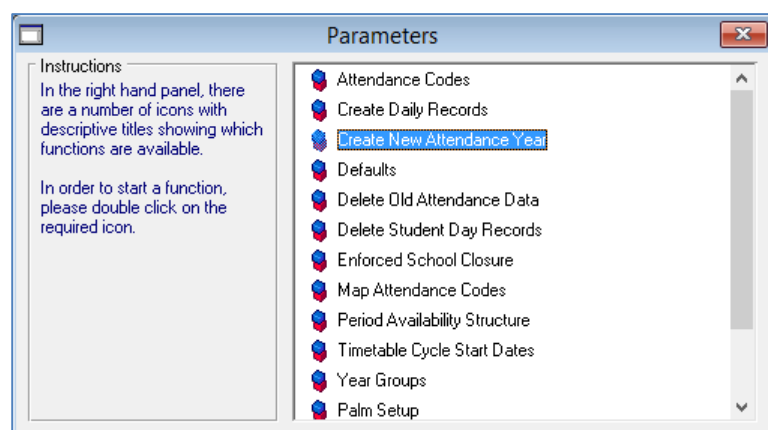 Parameters
Instructions
In the right hand panel, there
are a number of icons with
descriptive titles showing which
functions are available.
In order to start a function,
please double click on the
required icon.
Attendance Codes
Create Daily Records
Create New Attendance Year
Defaults
Delete Old Attendance Data
Delete Student Day Records
Enforced School Closure
Map Attendance Codes
Period Availability Structure
Timetable Cycle Start Dates
Year Groups
Palm Setup